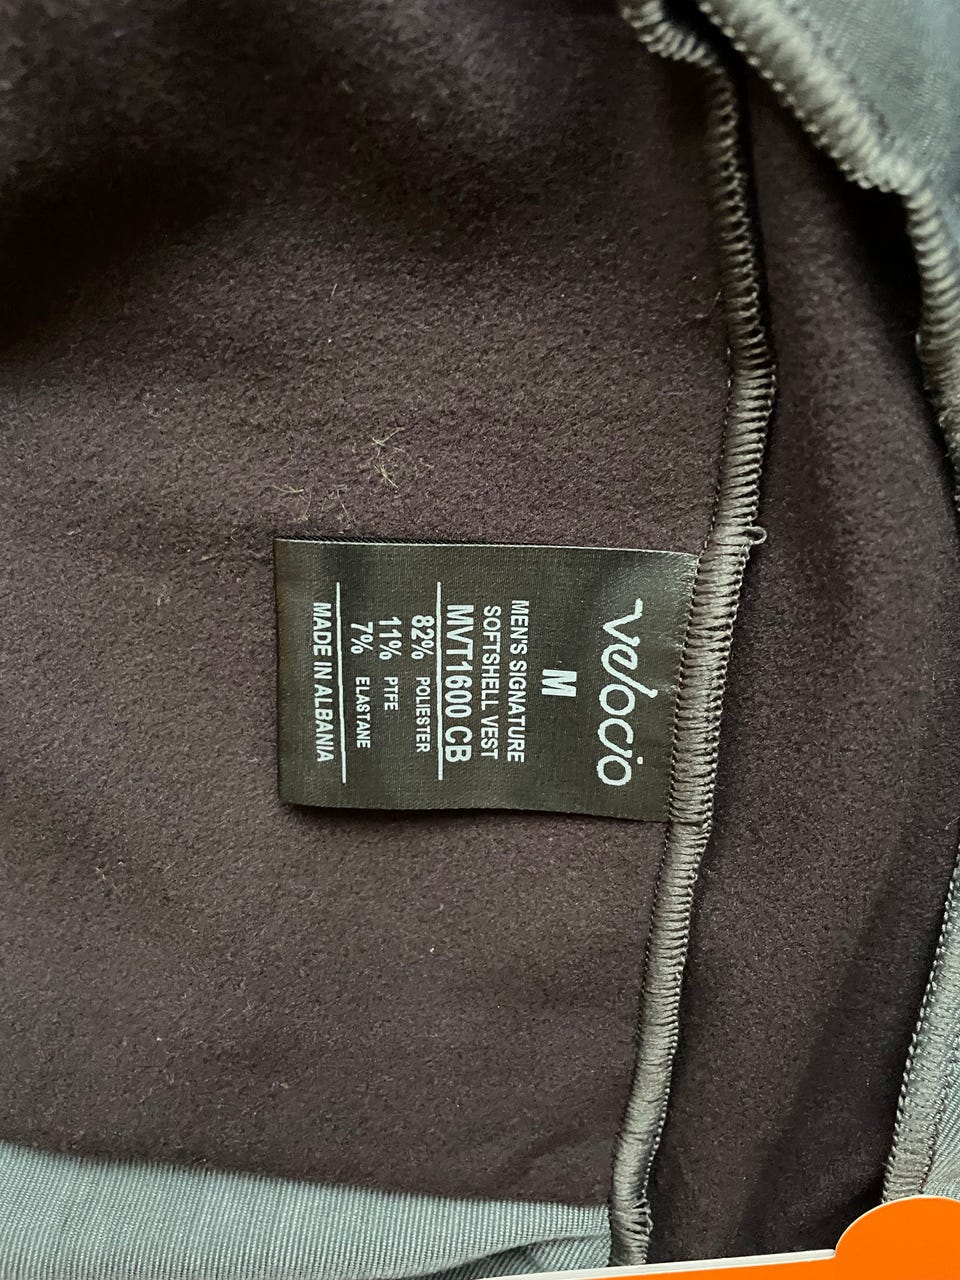 velocio
M
MEN'S SIGNATURE
SOFTSHELL VEST
MVT1600 CB
82% POLIESTER
11% PTFE
7% ELASTANE
MADE IN ALBANIA